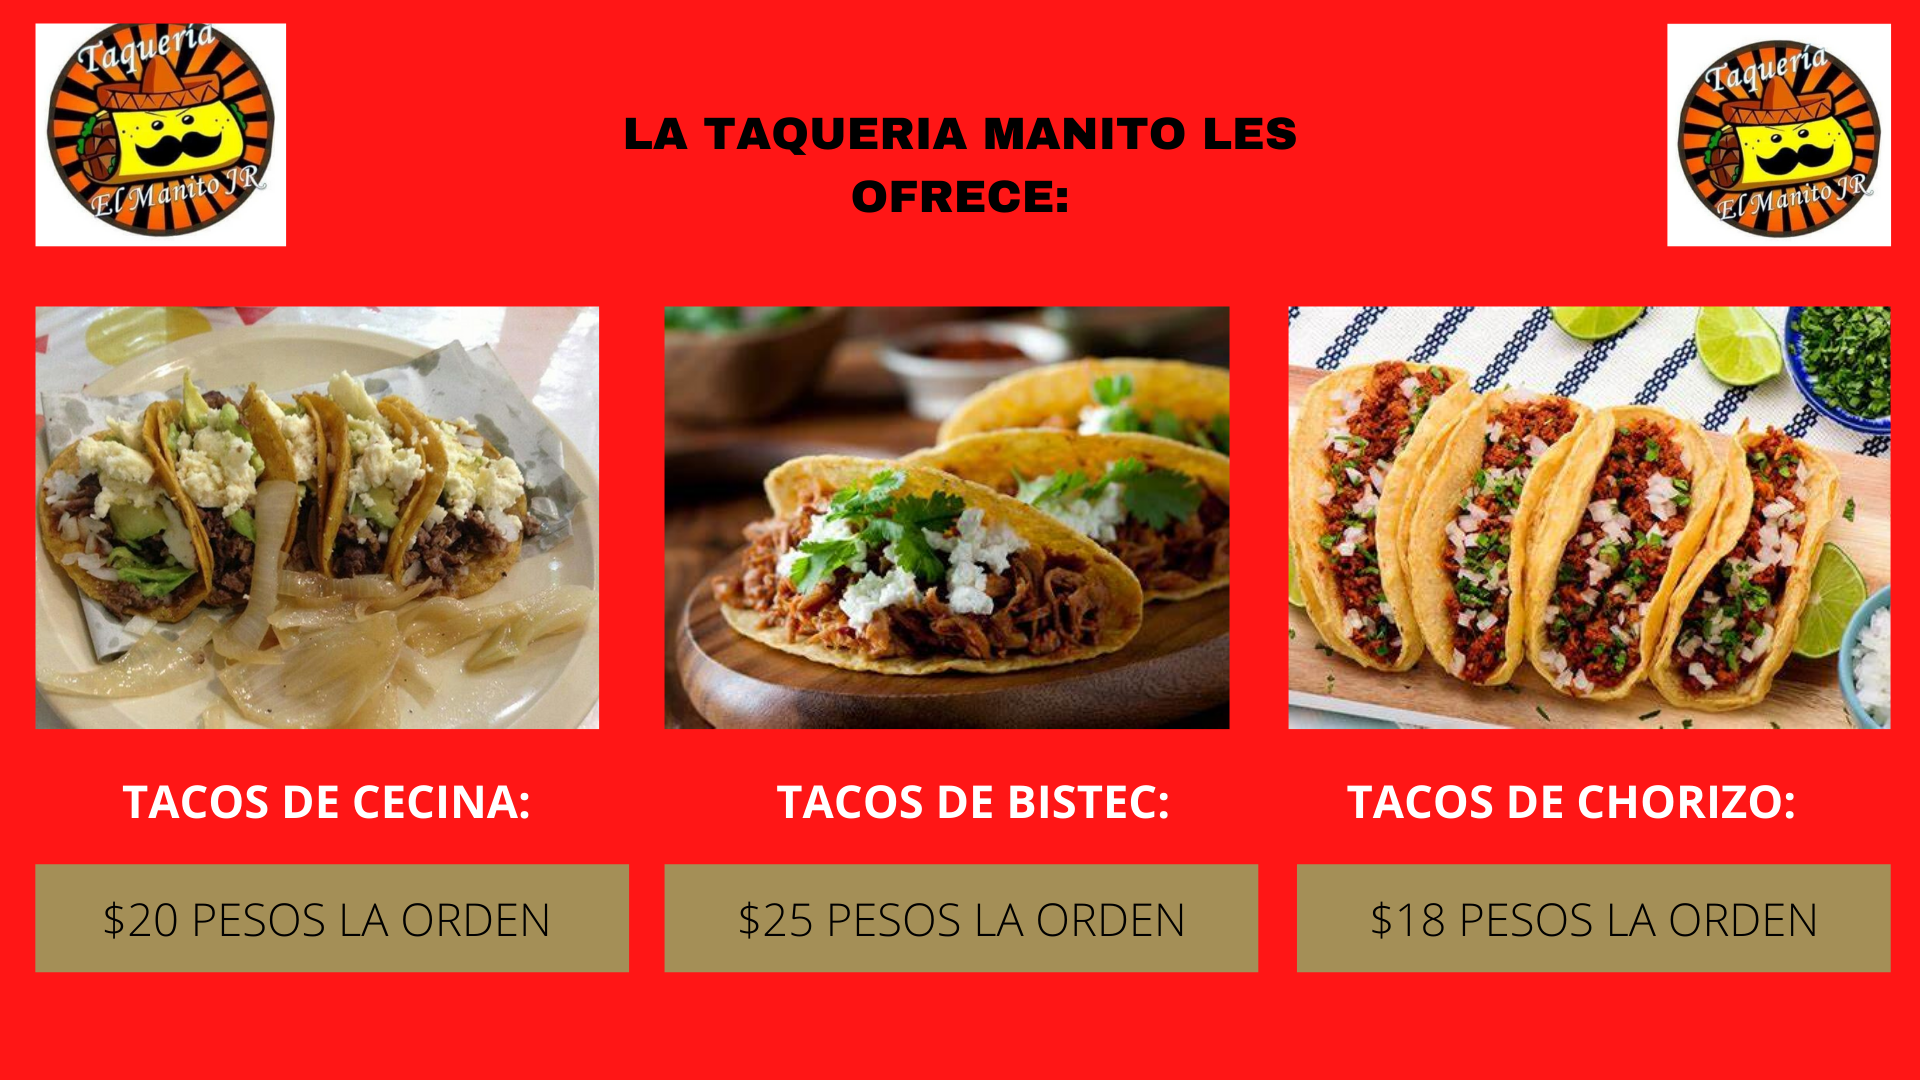 Taquería
El Manito JR.
Taquería
El Manito JR.
LA TAQUERIA MANITO LES
OFRECE:
TACOS DE CECINA:
TACOS DE BISTEC:
TACOS DE CHORIZO:
$20 PESOS LA ORDEN
$25 PESOS LA ORDEN
$18 PESOS LA ORDEN